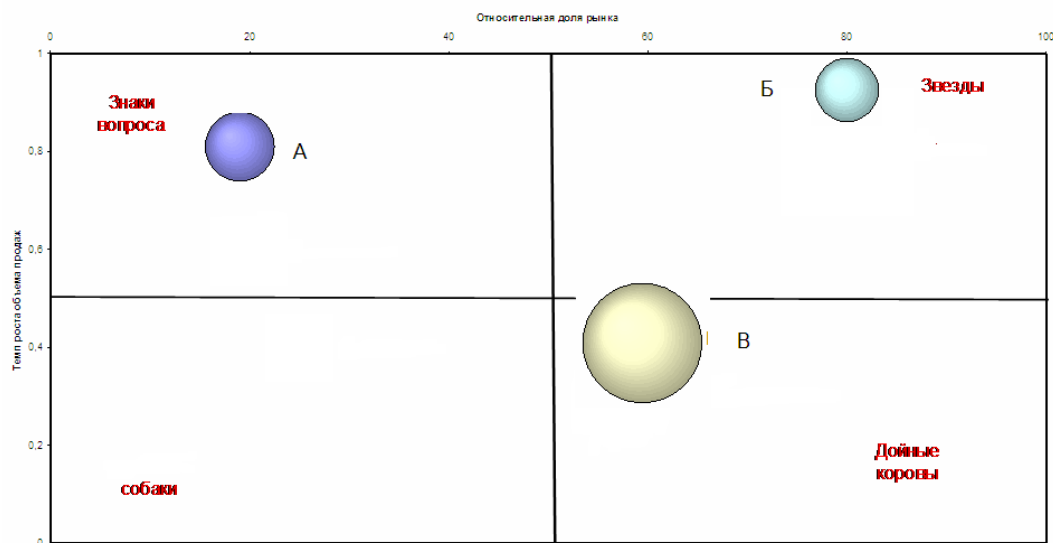 Относительная доля рынка
0 20 40 60 80 100
1
Б
Звезды
Знаки
вопроса
А
0,8
0,6
Темп роста объема продаж
0,4
В
0,2
Дойные
коровы
собаки
0